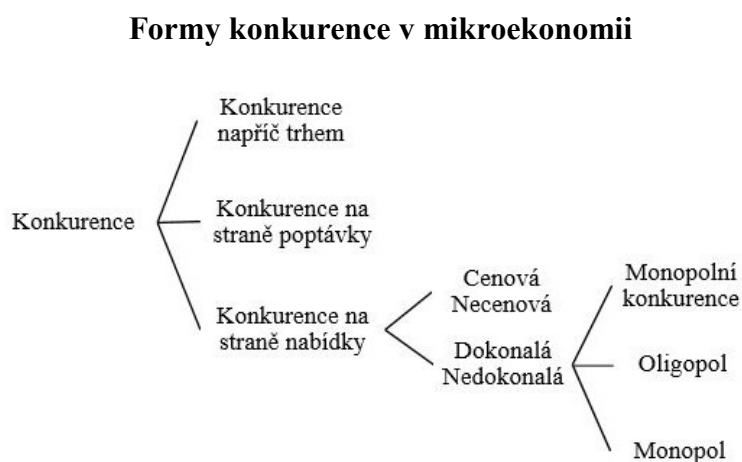 Formy konkurence v mikroekonomii
Konkurence
napříč trhem
Konkurence
Konkurence na
straně poptávky
Konkurence na
straně nabídky
Cenová
Necenová
Dokonalá
Nedokonalá
Monopolní
konkurence
Oligopol
Monopol